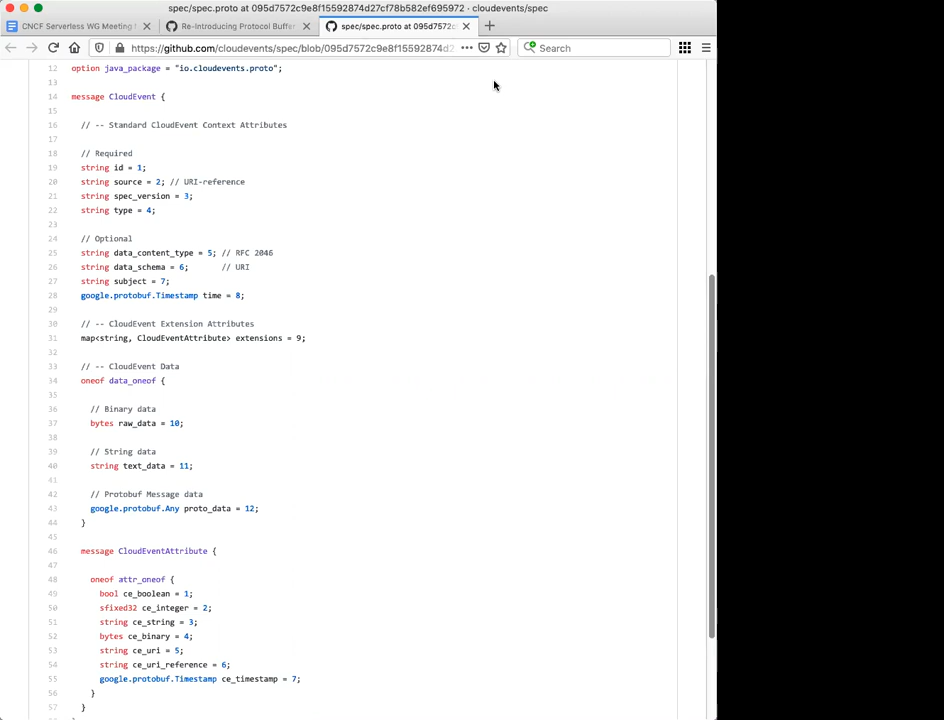 spec/spec.proto at 095d7572c9e8f15592874d27cf78b582ef695972 · cloudevents/spec
CNCF Serverless WG Meeting
Re-Introducing Protocol Buffer
spec/spec.proto at 095d7572c
https://github.com/cloudevents/spec/blob/095d7572c9e8f15592874d2
Search
12 option java_package = "io.cloudevents.proto";
13
14 message CloudEvent {
15
16 // -- Standard CloudEvent Context Attributes
17
18 // Required
19 string id = 1;
20 string source = 2; // URI-reference
21 string spec_version = 3;
22 string type = 4;
23
24 // Optional
25 string data_content_type = 5; // RFC 2046
26 string data_schema = 6; // URI
27 string subject = 7;
28 google.protobuf.Timestamp time = 8;
29
30 // -- CloudEvent Extension Attributes
31 map<string, CloudEventAttribute> extensions = 9;
32
33 // -- CloudEvent Data
34 oneof data_oneof {
35
36 // Binary data
37 bytes raw_data = 10;
38
39 // String data
40 string text_data = 11;
41
42 // Protobuf Message data
43 google.protobuf.Any proto_data = 12;
44 }
45
46 message CloudEventAttribute {
47
48 oneof attr_oneof {
49 bool ce_boolean = 1;
50 sfixed32 ce_integer = 2;
51 string ce_string = 3;
52 bytes ce_binary = 4;
53 string ce_uri = 5;
54 string ce_uri_reference = 6;
55 google.protobuf.Timestamp ce_timestamp = 7;
56 }
57 }